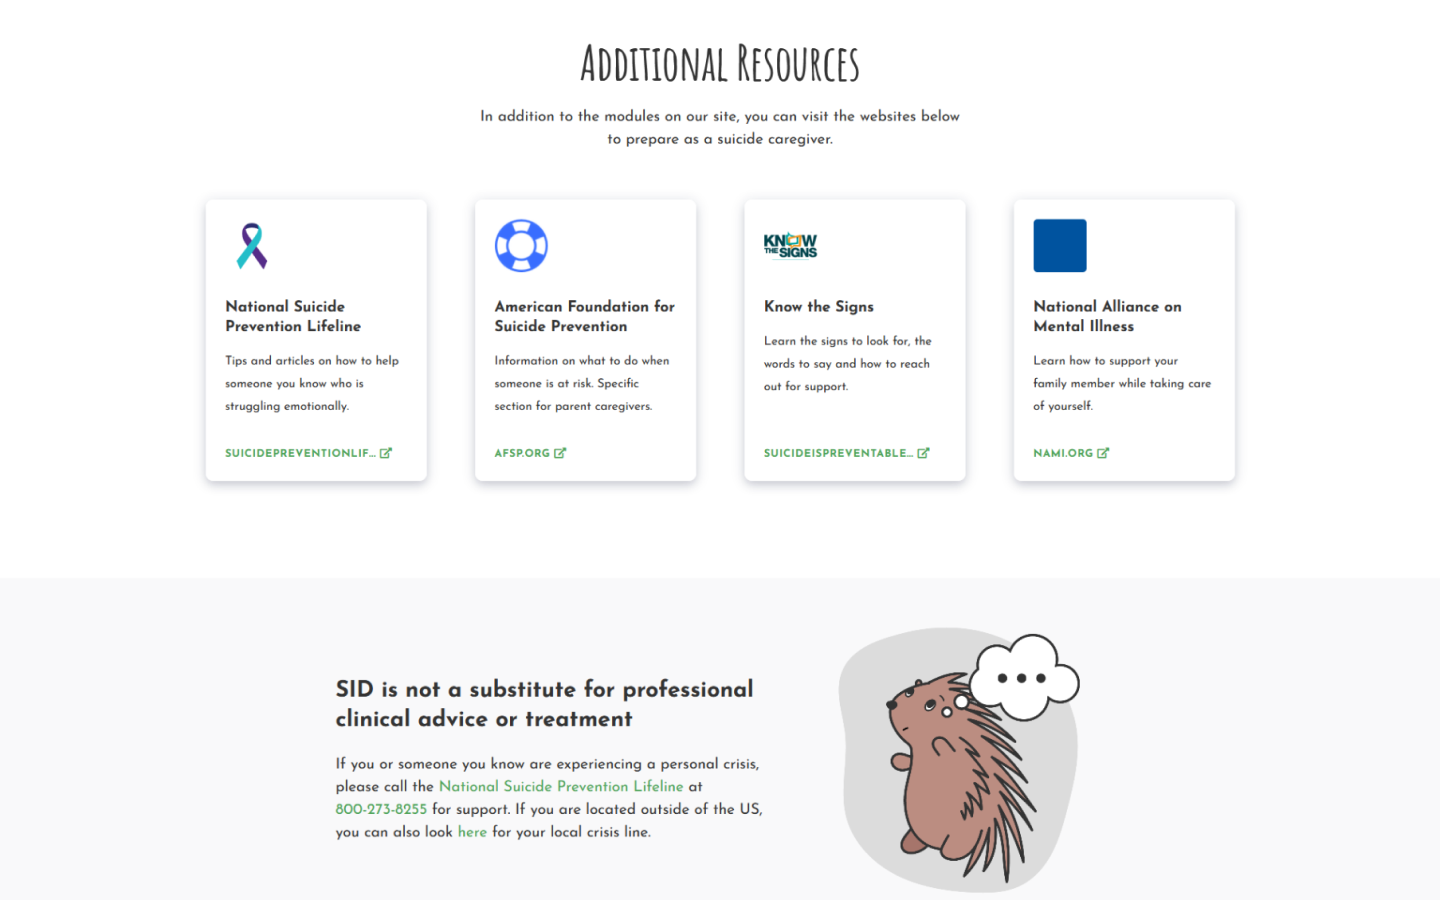 Additional Resources
In addition to the modules on our site, you can visit the websites below
to prepare as a suicide caregiver.
National Suicide
Prevention Lifeline
Tips and articles on how to help
someone you know who is
struggling emotionally.
SUICIDEPREVENTIONLIF...
American Foundation for
Suicide Prevention
Information on what to do when
someone is at risk. Specific
section for parent caregivers.
AFSP.ORG
KNOW
THE SIGNS
Know the Signs
Learn the signs to look for, the
words to say and how to reach
out for support.
SUICIDEISPREVENTABLE...
National Alliance on
Mental Illness
Learn how to support your
family member while taking care
of yourself.
NAMI.ORG
SID is not a substitute for professional
clinical advice or treatment
If you or someone you know are experiencing a personal crisis,
please call the National Suicide Prevention Lifeline at
800-273-8255 for support. If you are located outside of the US,
you can also look here for your local crisis line.